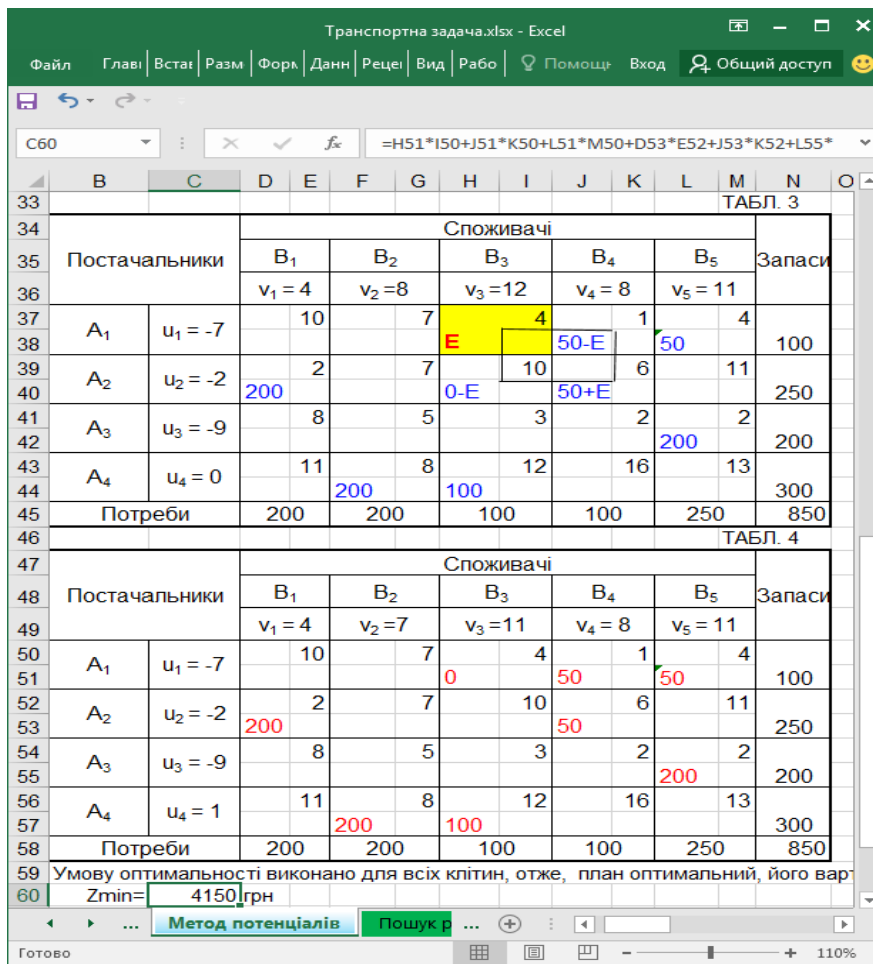 Транспортна задача.xlsx - Excel
Файл Главı Встаı Разм Форм Данн Рецеı Вид Рабо Помощı Вход Общий доступ
C60 fx =H51*I50+J51*K50+L51*M50+D53*E52+J53*K52+L55*
B C D E F G H I J K L M N O
33 ТАБЛ. 3
34 Споживачі
35 Постачальники B₁ B₂ B₃ B₄ B₅ Запаси
36 v₁ = 4 v₂ =8 v₃ =12 v₄ = 8 v₅ = 11
37 A₁ u₁ = -7 10 7 4 1 4
38 E 50-E 50 100
39 A₂ u₂ = -2 2 7 10 6 11
40 200 0-E 50+E 250
41 A₃ u₃ = -9 8 5 3 2 2
42 200 200
43 A₄ u₄ = 0 11 8 12 16 13
44 200 100 300
45 Потреби 200 200 100 100 250 850
46 ТАБЛ. 4
47 Споживачі
48 Постачальники B₁ B₂ B₃ B₄ B₅ Запаси
49 v₁ = 4 v₂ =7 v₃ =11 v₄ = 8 v₅ = 11
50 A₁ u₁ = -7 10 7 4 1 4
51 0 50 50 100
52 A₂ u₂ = -2 2 7 10 6 11
53 200 50 250
54 A₃ u₃ = -9 8 5 3 2 2
55 200 200
56 A₄ u₄ = 1 11 8 12 16 13
57 200 100 300
58 Потреби 200 200 100 100 250 850
59 Умову оптимальності виконано для всіх клітин, отже, план оптимальний, його варт
60 Zmin= 4150 грн
... Метод потенціалів Пошук р ...
Готово 110%